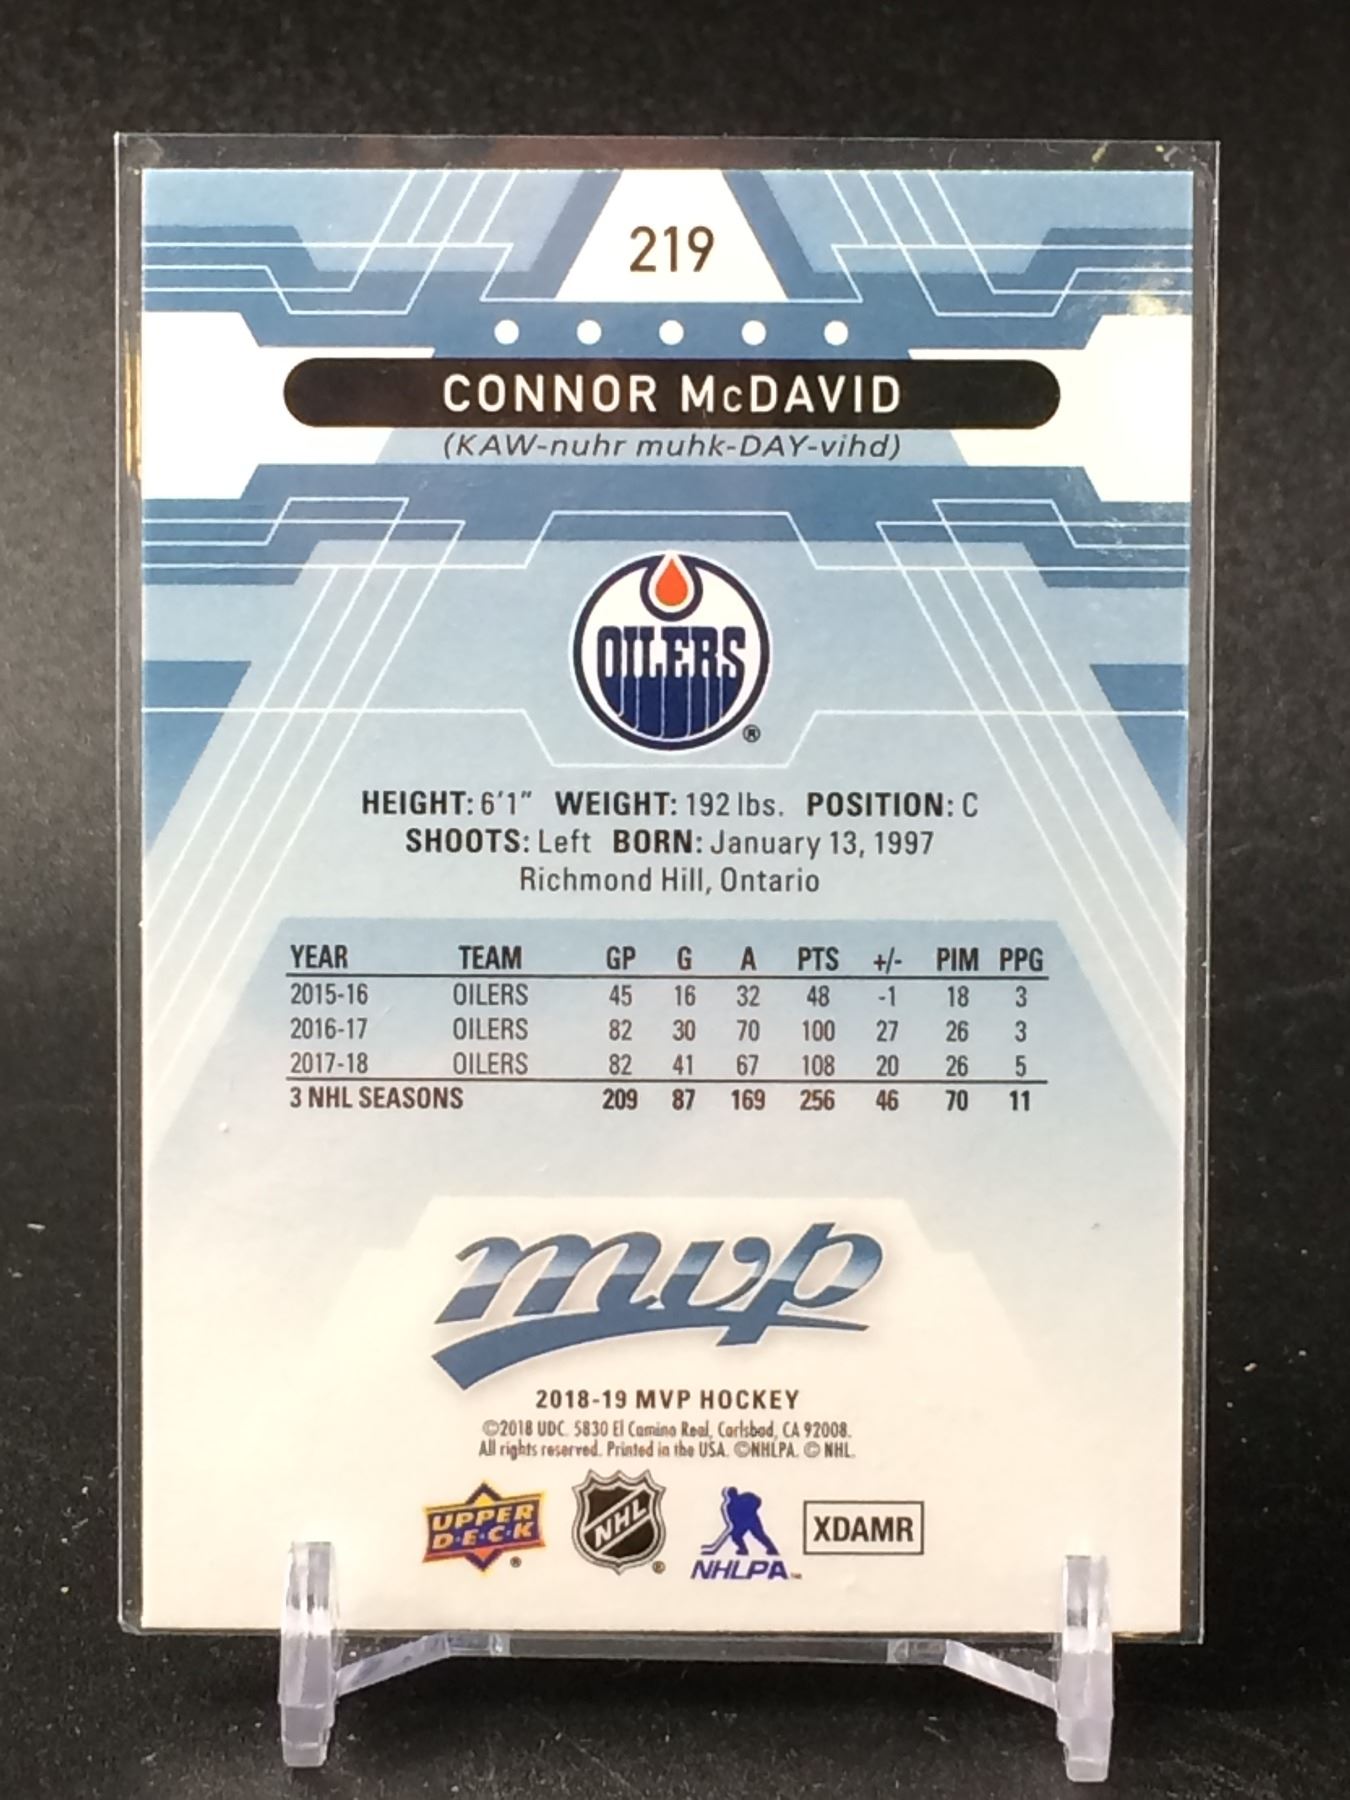 219
CONNOR McDAVID
(KAW-nuhr muhk-DAY-vihd)
OILERS
®
HEIGHT: 6'1" WEIGHT: 192 lbs. POSITION: C
SHOOTS: Left BORN: January 13, 1997
Richmond Hill, Ontario
YEAR TEAM GP G A PTS +/- PIM PPG
2015-16 OILERS 45 16 32 48 -1 18 3
2016-17 OILERS 82 30 70 100 27 26 3
2017-18 OILERS 82 41 67 108 20 26 5
3 NHL SEASONS 209 87 169 256 46 70 11
mvp
2018-19 MVP HOCKEY
©2018 UDC. 5830 El Camino Real, Carlsbad, CA 92008.
All rights reserved. Printed in the USA. ©NHLPA. © NHL.
UPPER DECK® NHL® NHLPA™ XDAMR